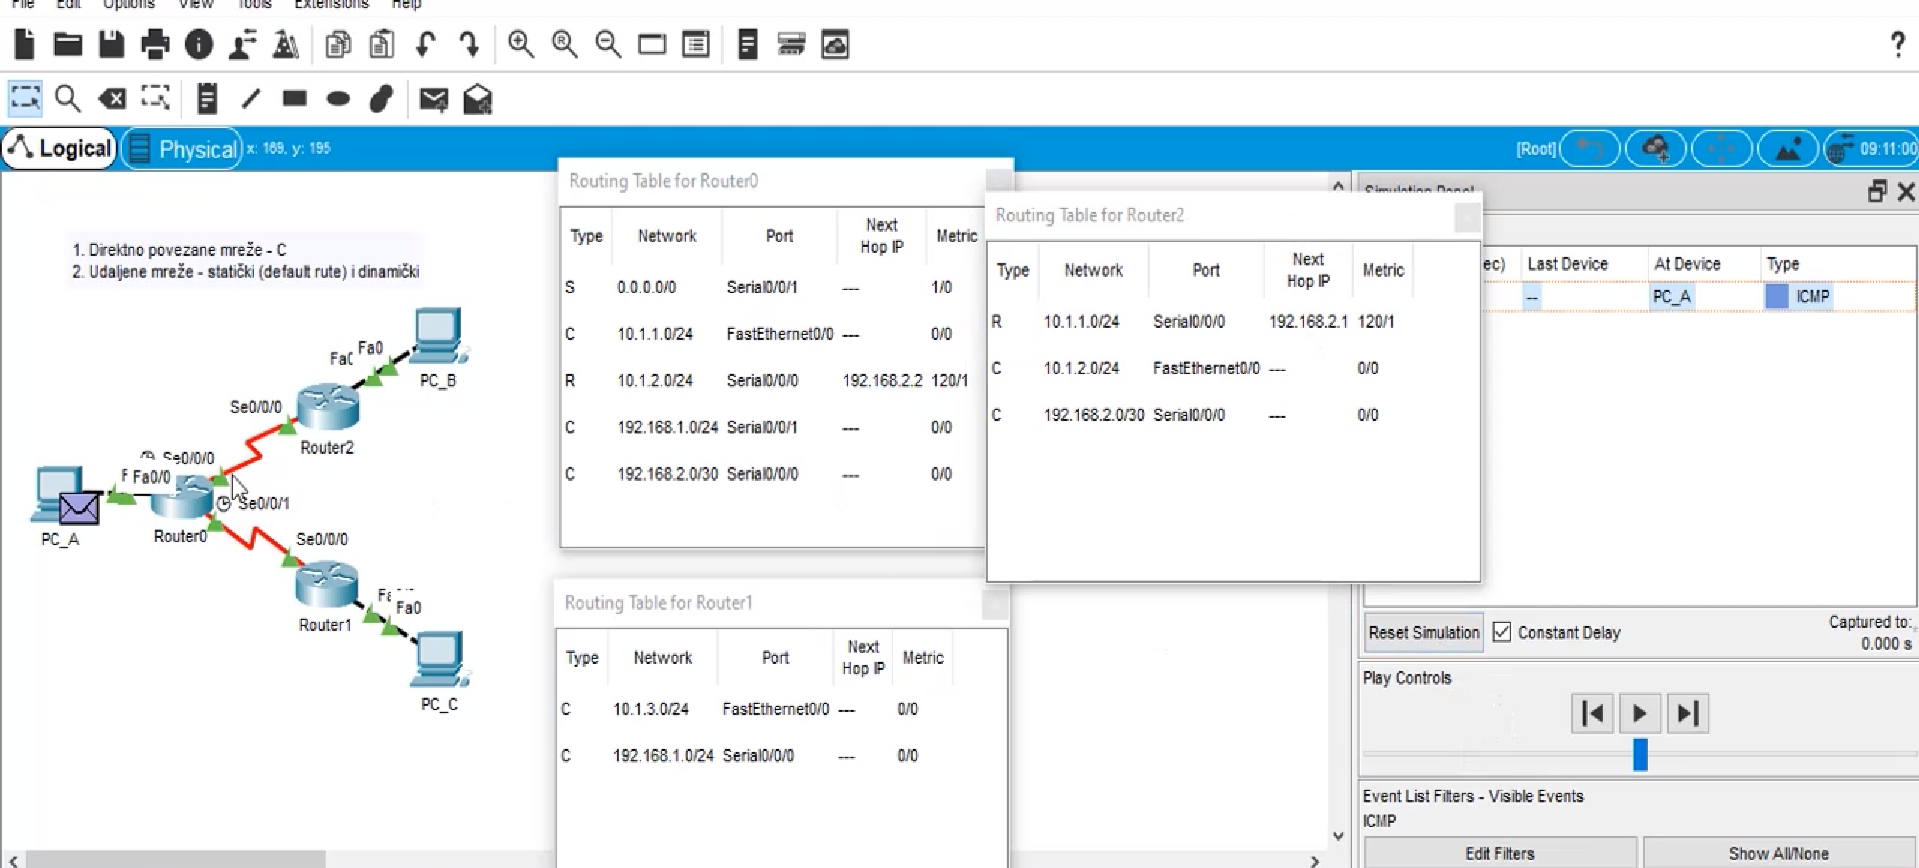 File Edit Options View Tools Extensions Help
?
Logical Physical x: 169, y: 195 [Root] 09:11:00
1. Direktno povezane mreže - C
2. Udaljene mreže - statički (default rute) i dinamički
PC_B
Fa0
Se0/0/0
Router2
Se0/0/0
Fa0/0
Se0/0/1
PC_A
Router0
Se0/0/0
Router1
Fa0
PC_C
Routing Table for Router0
Type Network Port Next Hop IP Metric
S 0.0.0.0/0 Serial0/0/1 --- 1/0
C 10.1.1.0/24 FastEthernet0/0 --- 0/0
R 10.1.2.0/24 Serial0/0/0 192.168.2.2 120/1
C 192.168.1.0/24 Serial0/0/1 --- 0/0
C 192.168.2.0/30 Serial0/0/0 --- 0/0
Routing Table for Router2
Type Network Port Next Hop IP Metric
R 10.1.1.0/24 Serial0/0/0 192.168.2.1 120/1
C 10.1.2.0/24 FastEthernet0/0 --- 0/0
C 192.168.2.0/30 Serial0/0/0 --- 0/0
Routing Table for Router1
Type Network Port Next Hop IP Metric
C 10.1.3.0/24 FastEthernet0/0 --- 0/0
C 192.168.1.0/24 Serial0/0/0 --- 0/0
Simulation Panel
ec) Last Device At Device Type
-- PC_A ICMP
Reset Simulation Constant Delay
Captured to:
0.000 s
Play Controls
Event List Filters - Visible Events
ICMP
Edit Filters Show All/None